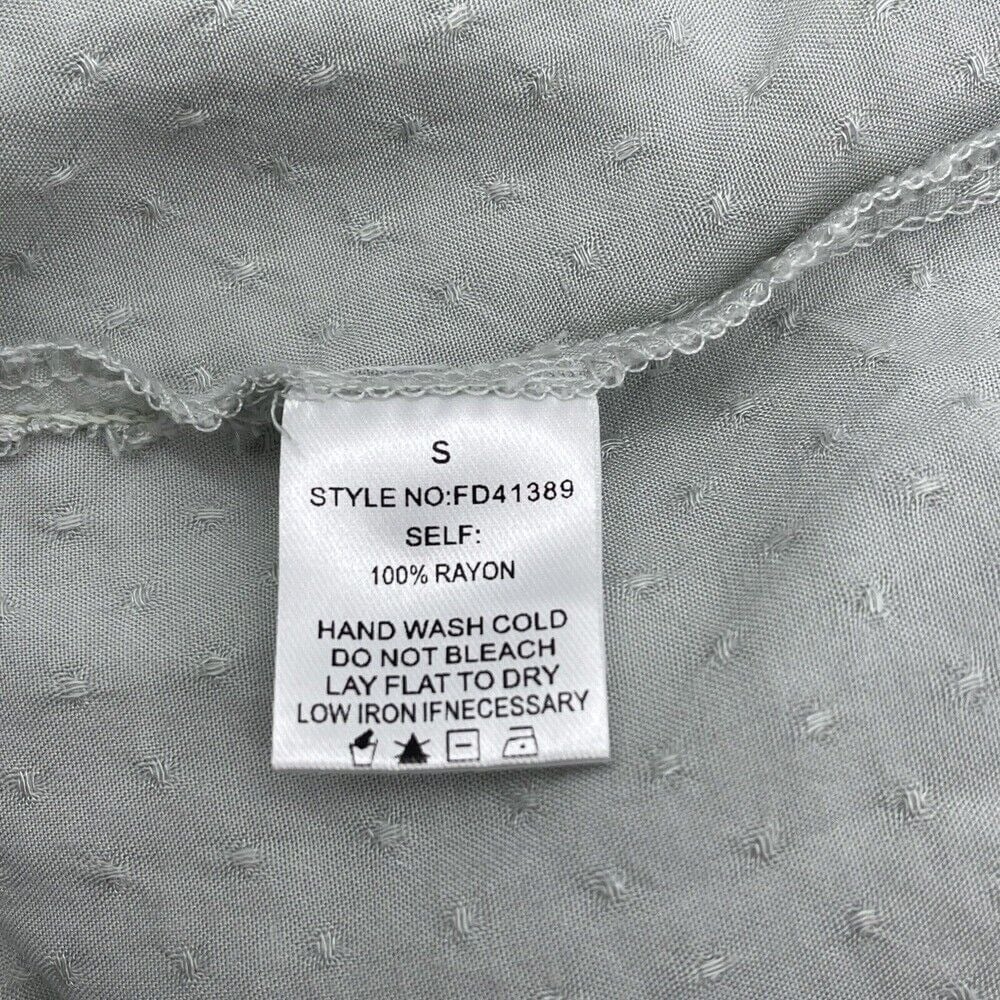 S
STYLE NO:FD41389
SELF:
100% RAYON
HAND WASH COLD
DO NOT BLEACH
LAY FLAT TO DRY
LOW IRON IFNECESSARY